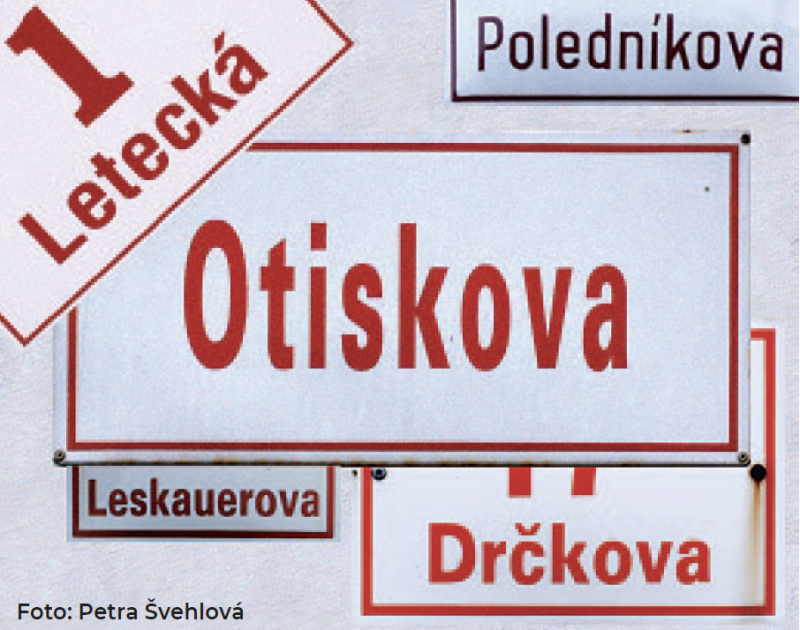 1
Letecká
Poledníkova
Otiskova
Leskauerova
Drčkova
Foto: Petra Švehlová